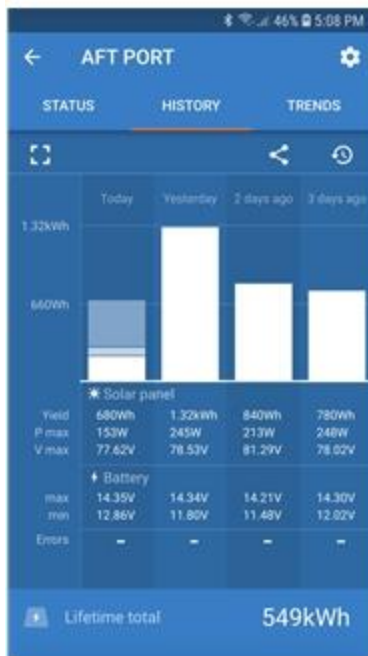 46% 5:08 PM
AFT PORT
STATUS HISTORY TRENDS
Today Yesterday 2 days ago 3 days ago
1.32kWh
660Wh
Solar panel
Yield 680Wh 1.32kWh 840Wh 780Wh
P max 153W 245W 213W 248W
V max 77.62V 78.53V 81.29V 78.02V
Battery
max 14.35V 14.34V 14.21V 14.30V
min 12.86V 11.80V 11.48V 12.02V
Errors – – – –
Lifetime total 549kWh